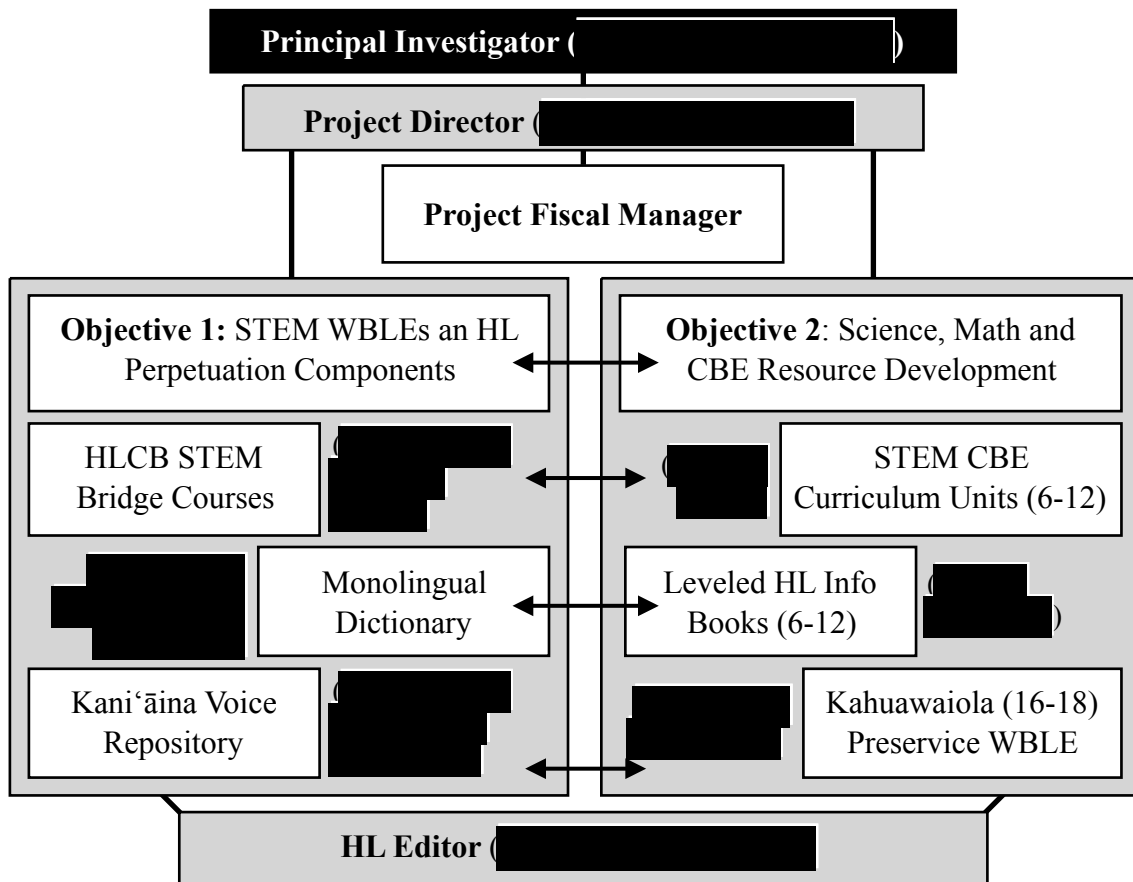 Principal Investigator ( )
Project Director ( 
Project Fiscal Manager
Objective 1: STEM WBLEs an HL
Perpetuation Components
Objective 2: Science, Math and
CBE Resource Development
HLCB STEM
Bridge Courses
(
(
STEM CBE
Curriculum Units (6-12)
Monolingual
Dictionary
Leveled HL Info
Books (6-12)
(
)
Kaniʻāina Voice
Repository
(
Kahuawaiola (16-18)
Preservice WBLE
HL Editor (